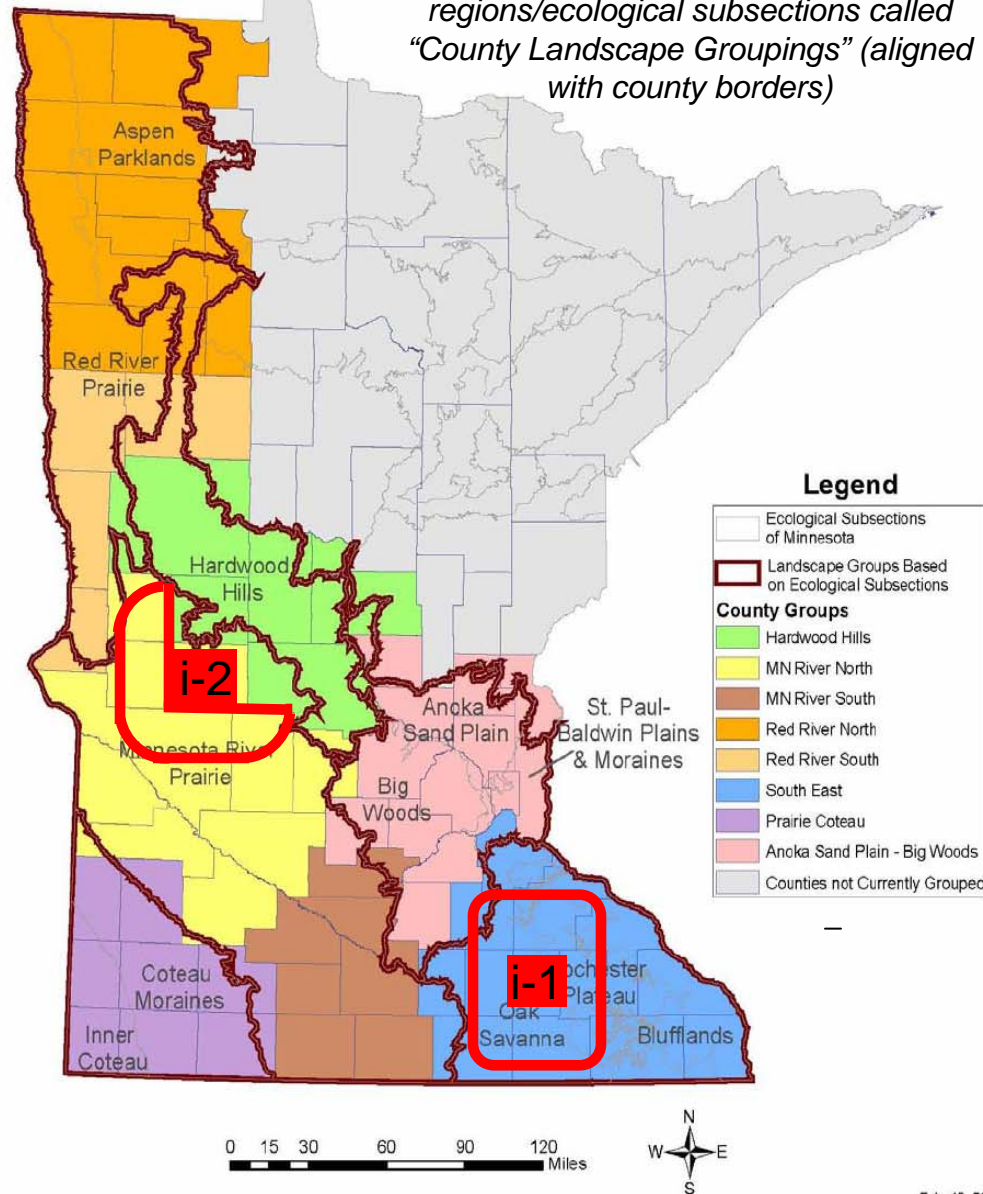 regions/ecological subsections called
“County Landscape Groupings” (aligned
with county borders)
Aspen
Parklands
Red River
Prairie
Hardwood
Hills
i-2
Minnesota River
Prairie
Anoka
Sand Plain
St. Paul-
Baldwin Plains
& Moraines
Big
Woods
Coteau
Moraines
Inner
Coteau
i-1
Rochester
Plateau
Oak
Savanna
Blufflands
Legend
Ecological Subsections
of Minnesota
Landscape Groups Based
on Ecological Subsections
County Groups
Hardwood Hills
MN River North
MN River South
Red River North
Red River South
South East
Prairie Coteau
Anoka Sand Plain - Big Woods
Counties not Currently Grouped
0 15 30 60 90 120
Miles
N
W E
S